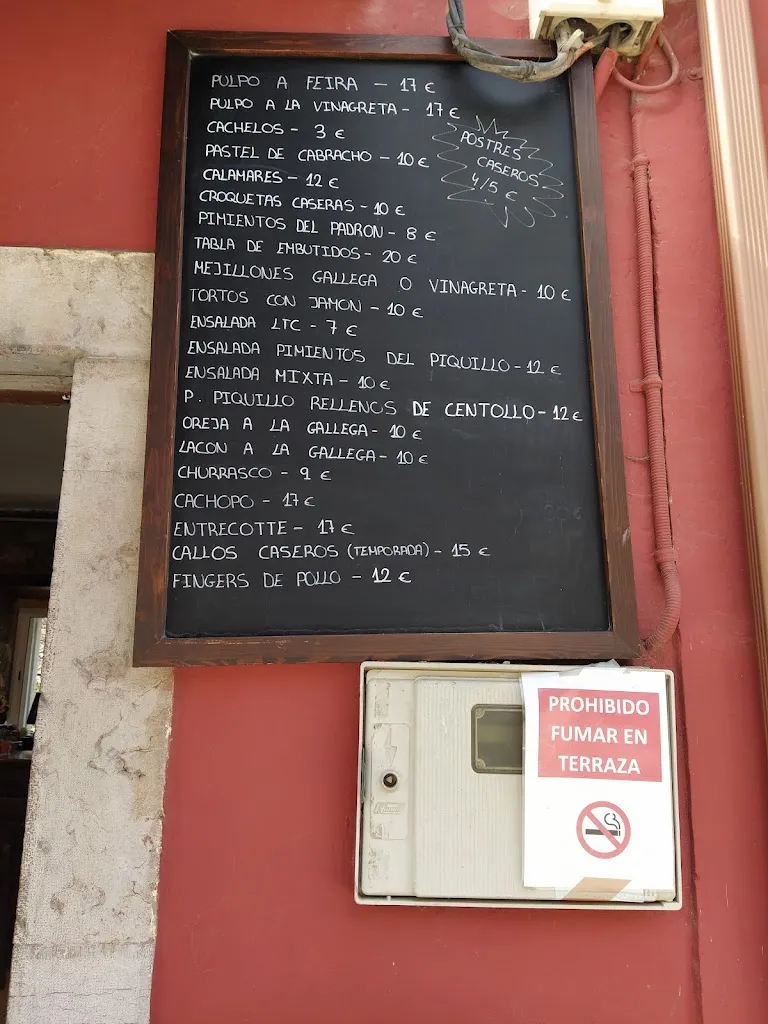 PULPO A FEIRA - 17 €
PULPO A LA VINAGRETA - 17 €
CACHELOS - 3 €
PASTEL DE CABRACHO - 10 €
CALAMARES - 12 €
CROQUETAS CASERAS - 10 €
PIMIENTOS DEL PADRON - 8 €
TABLA DE EMBUTIDOS - 20 €
MEJILLONES GALLEGA O VINAGRETA - 10 €
TORTOS CON JAMON - 10 €
ENSALADA LTC - 7 €
ENSALADA PIMIENTOS DEL PIQUILLO - 12 €
ENSALADA MIXTA - 10 €
P. PIQUILLO RELLENOS DE CENTOLLO - 12 €
OREJA A LA GALLEGA - 10 €
LACON A LA GALLEGA - 10 €
CHURRASCO - 9 €
CACHOPO - 17 €
ENTRECOTTE - 17 €
CALLOS CASEROS (TEMPORADA) - 15 €
FINGERS DE POLLO - 12 €
POSTRES
CASEROS
4/5 €
PROHIBIDO
FUMAR EN
TERRAZA